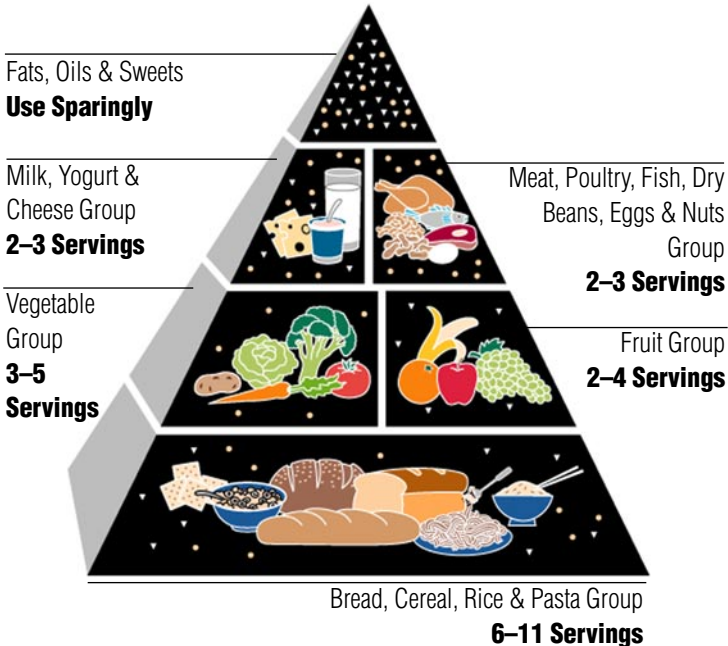 Fats, Oils & Sweets
Use Sparingly
Milk, Yogurt &
Cheese Group
2–3 Servings
Meat, Poultry, Fish, Dry
Beans, Eggs & Nuts
Group
2–3 Servings
Vegetable
Group
3–5
Servings
Fruit Group
2–4 Servings
Bread, Cereal, Rice & Pasta Group
6–11 Servings